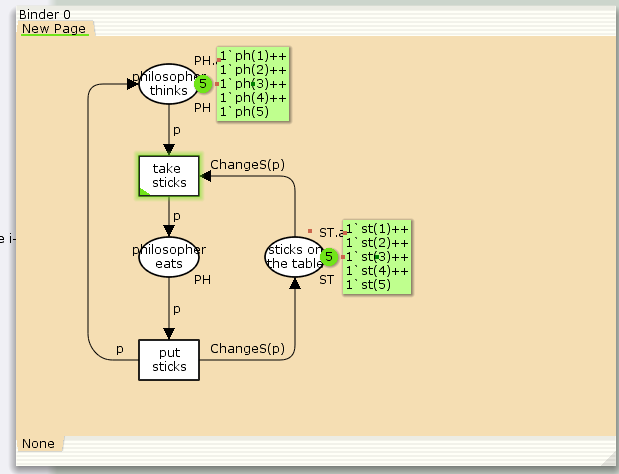 Binder 0
New Page
PH.
philosopher
thinks
5
1`ph(1)++
1`ph(2)++
1`ph(3)++
1`ph(4)++
1`ph(5)
PH
p
take
sticks
ChangeS(p)
p
philosopher
eats
PH
sticks on
the table
ST.a
5
1`st(1)++
1`st(2)++
1`st(3)++
1`st(4)++
1`st(5)
ST
e i-
p
p
put
sticks
ChangeS(p)
None